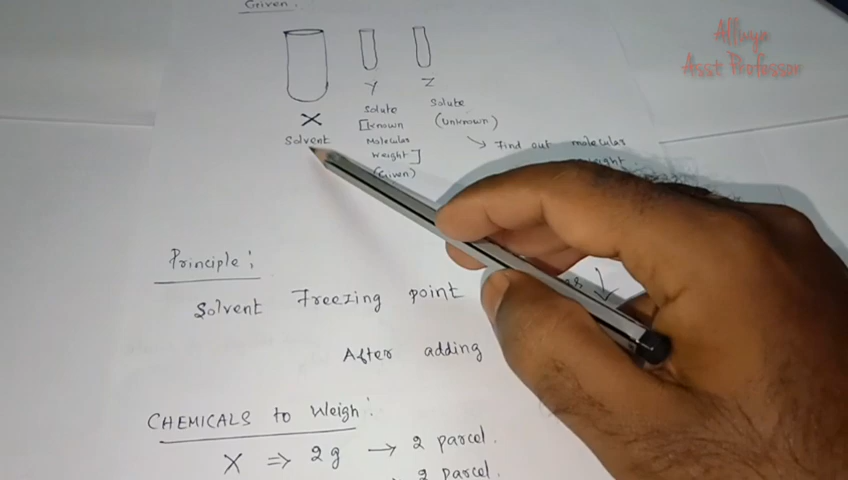 Given:
X
Solvent
Y
Solute
[known
Molecular
Weight]
(Given)
Z
Solute
(Unknown)
Find out molecular
Principle:
Solvent Freezing point
After adding
CHEMICALS to Weigh:
X ⇒ 2g → 2 parcel.
2 parcel.
Asst Professor